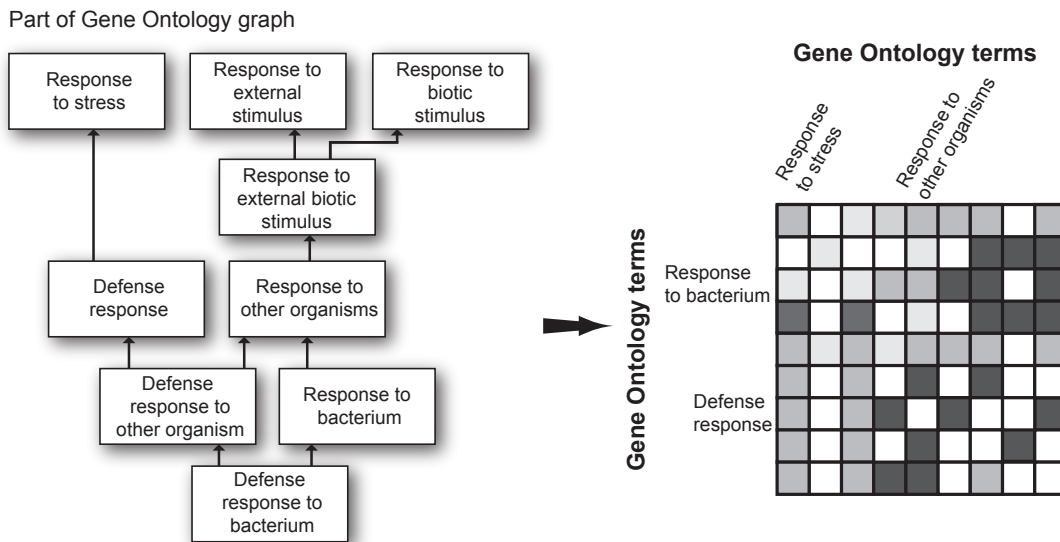 Part of Gene Ontology graph
Response
to stress
Response to
external
stimulus
Response to
biotic
stimulus
Response to
external biotic
stimulus
Defense
response
Response to
other organisms
Defense
response to
other organism
Response to
bacterium
Defense
response to
bacterium
Gene Ontology terms
Response
to stress
Response to
other organisms
Gene Ontology terms
Response
to bacterium
Defense
response